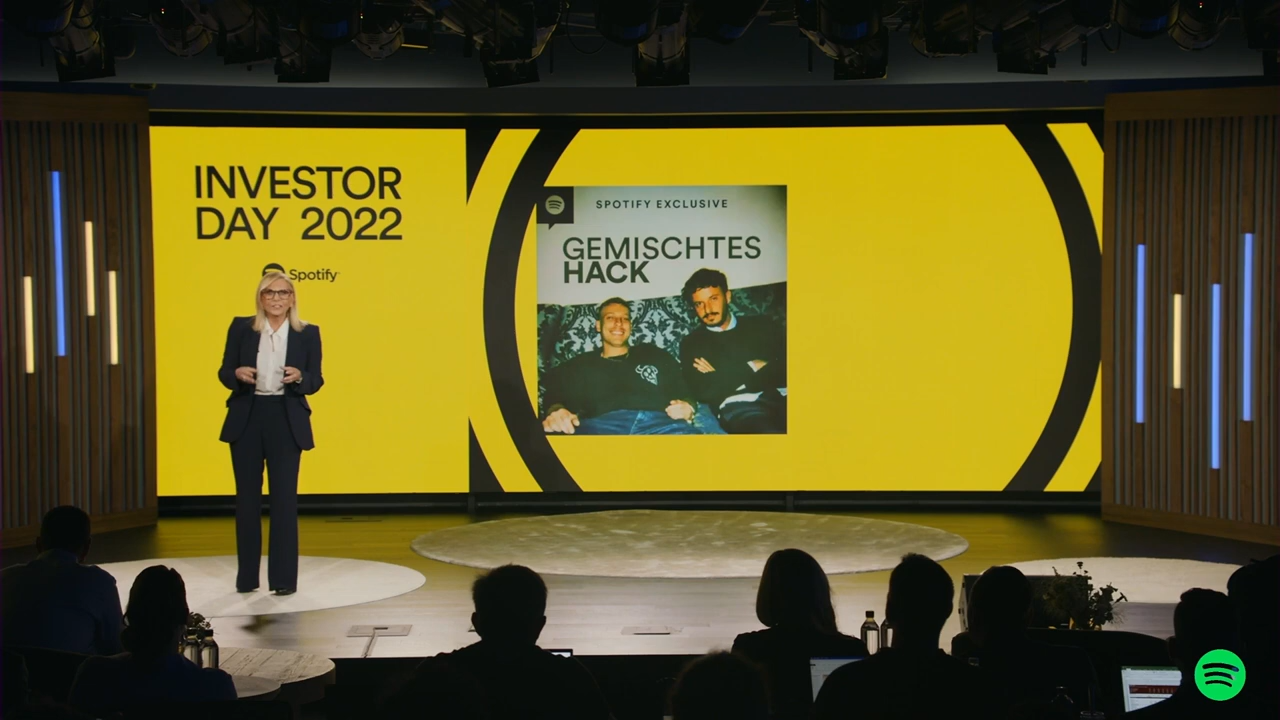 INVESTOR
DAY 2022
Spotify
SPOTIFY EXCLUSIVE
GEMISCHTES
HACK